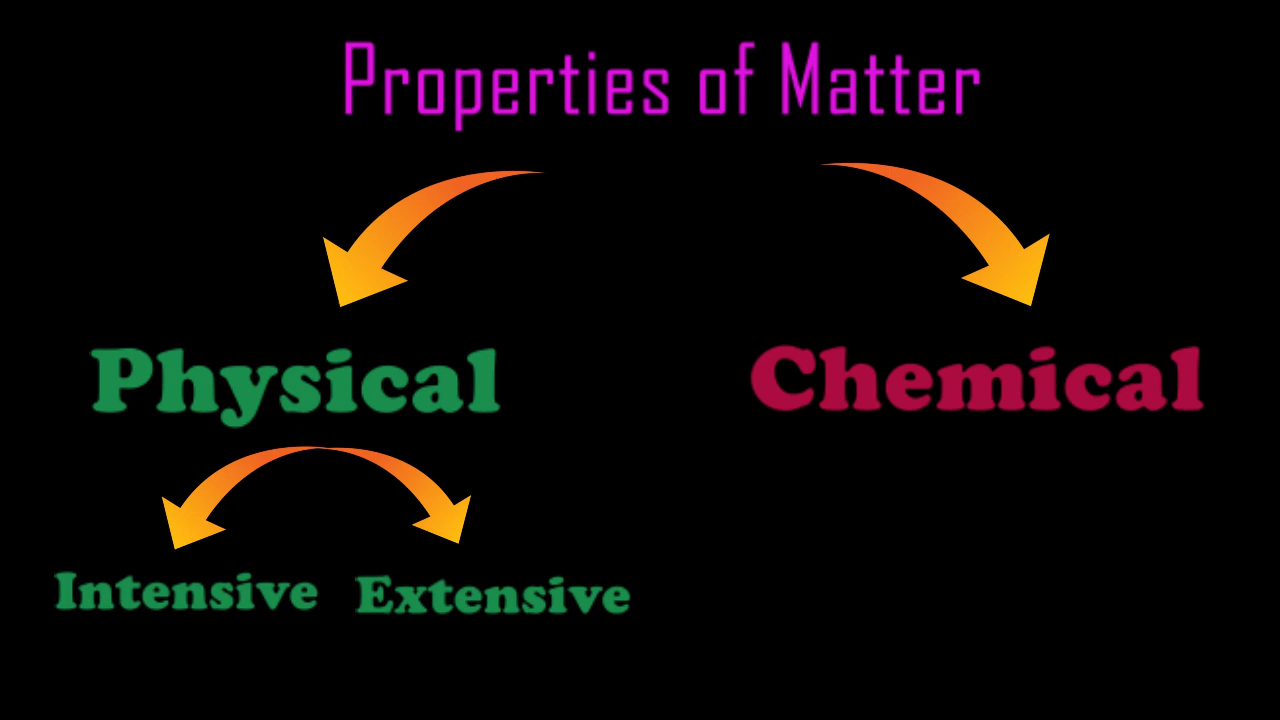 Properties of Matter
Physical Chemical
Intensive Extensive